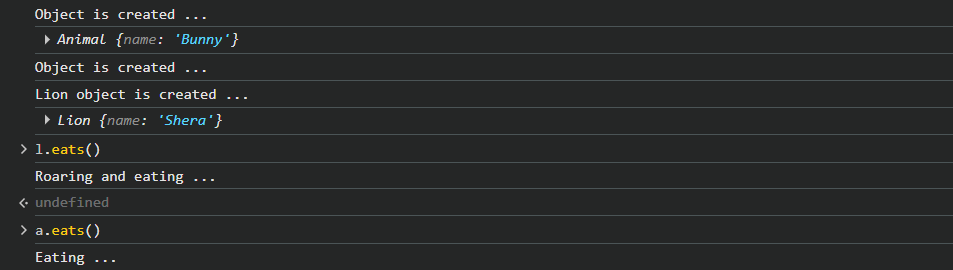 Object is created ...
Animal {name: 'Bunny'}
Object is created ...
Lion object is created ...
Lion {name: 'Shera'}
l.eats()
Roaring and eating ...
undefined
a.eats()
Eating ...